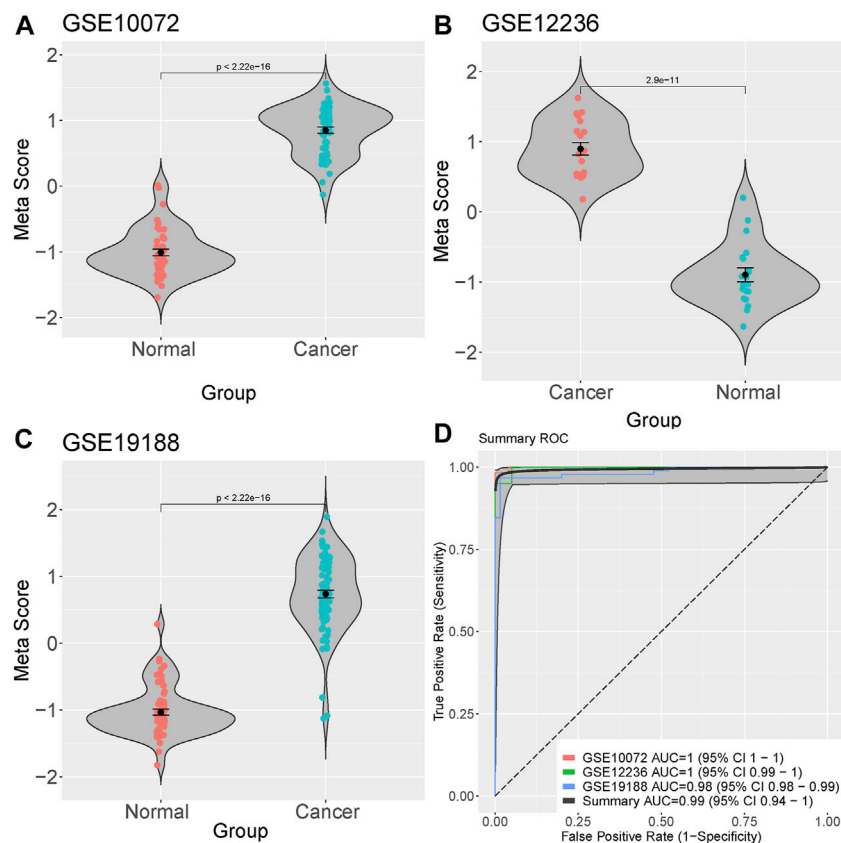 A GSE10072
p < 2.22e−16
2
1
0
−1
−2
Meta Score
Normal Cancer
Group
B GSE12236
2.9e−11
2
1
0
−1
−2
Meta Score
Cancer Normal
Group
C GSE19188
p < 2.22e−16
2
1
0
−1
−2
Meta Score
Normal Cancer
Group
D
Summary ROC
1.00
0.75
0.50
0.25
0.00
True Positive Rate (Sensitivity)
GSE10072 AUC=1 (95% CI 1 − 1)
GSE12236 AUC=1 (95% CI 0.99 − 1)
GSE19188 AUC=0.98 (95% CI 0.98 − 0.99)
Summary AUC=0.99 (95% CI 0.94 − 1)
0.00 0.25 0.50 0.75 1.00
False Positive Rate (1−Specificity)